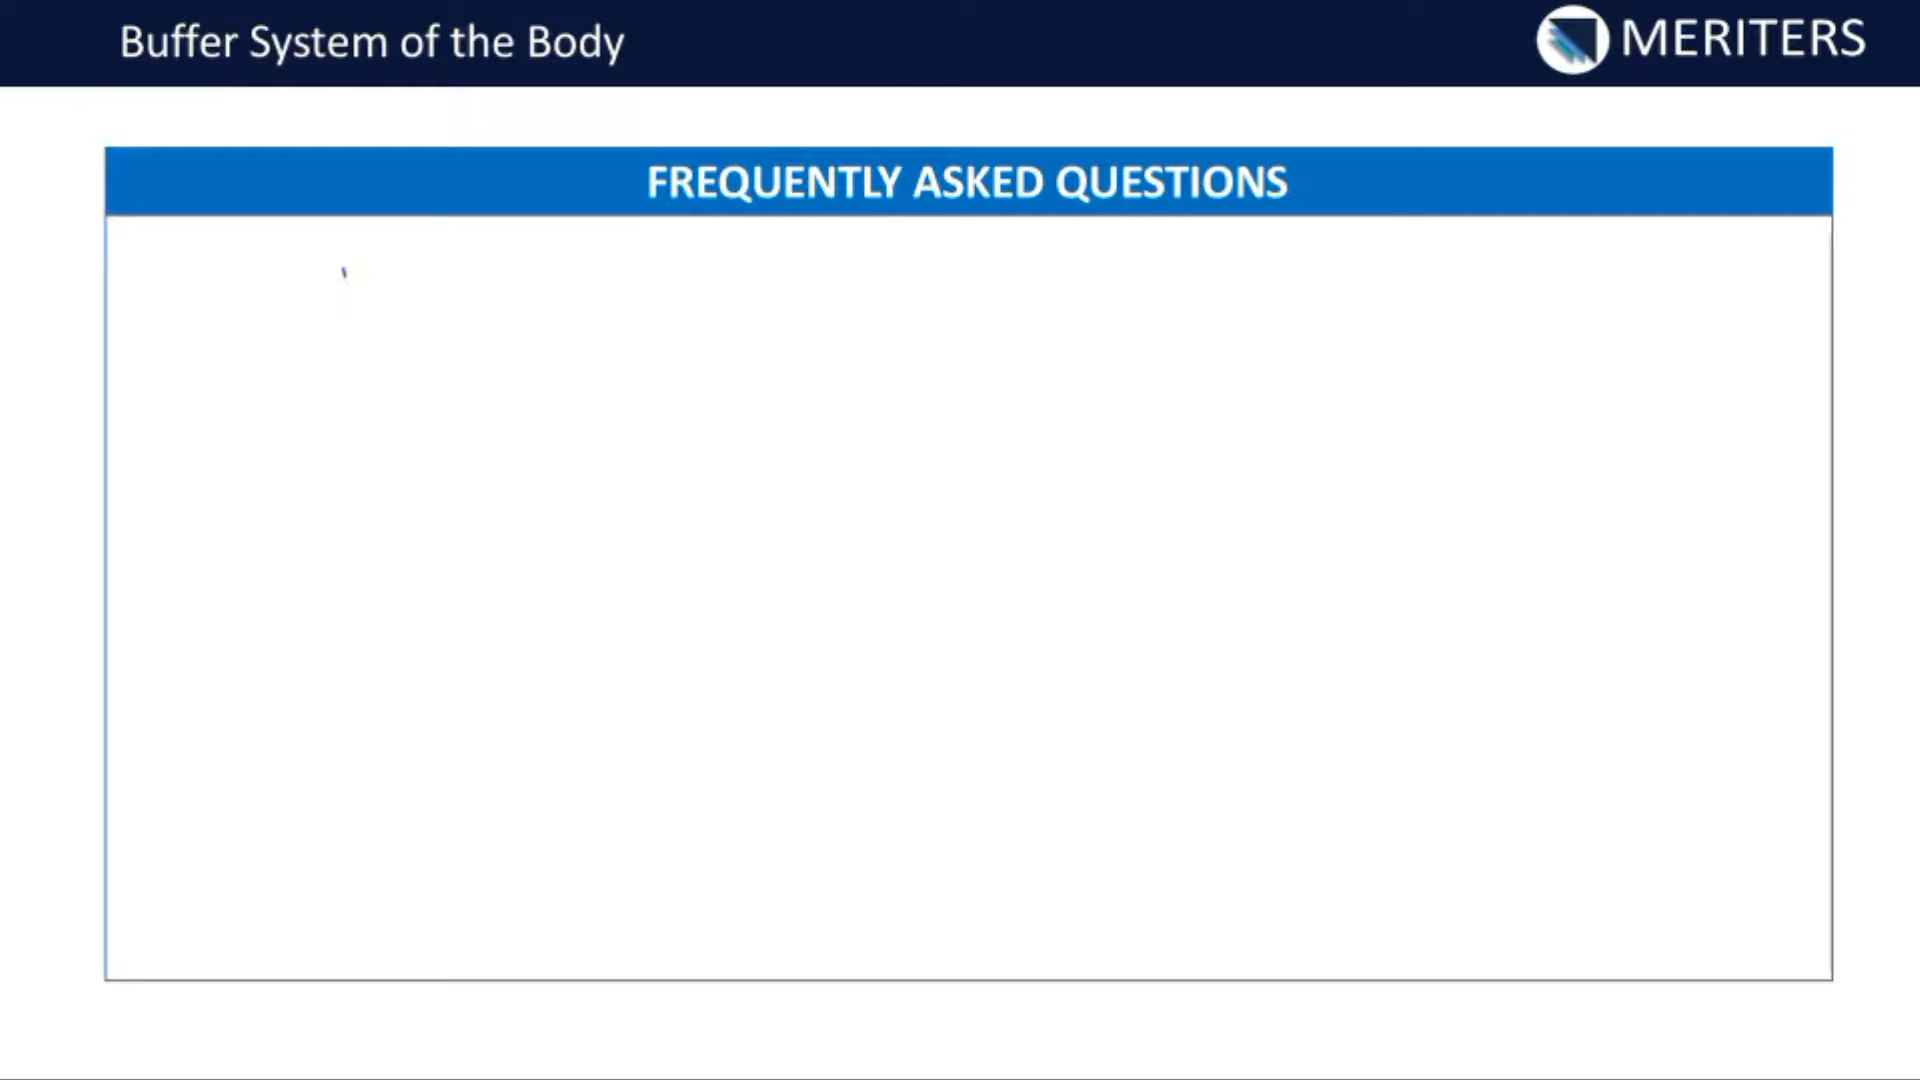 Buffer System of the Body
MERITERS
FREQUENTLY ASKED QUESTIONS